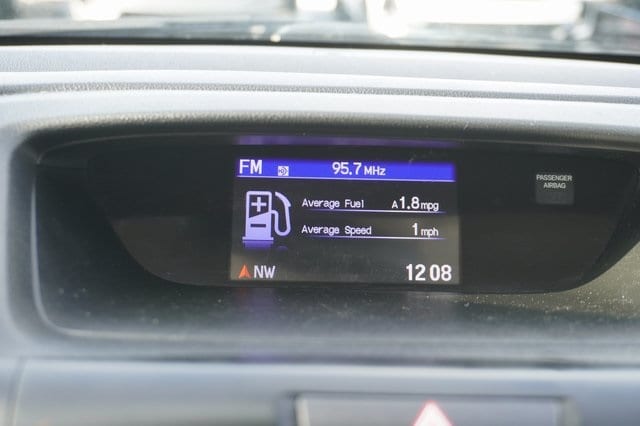 FM 95.7 MHz
PASSENGER
AIRBAG
Average Fuel A 1.8 mpg
Average Speed 1 mph
NW 12:08